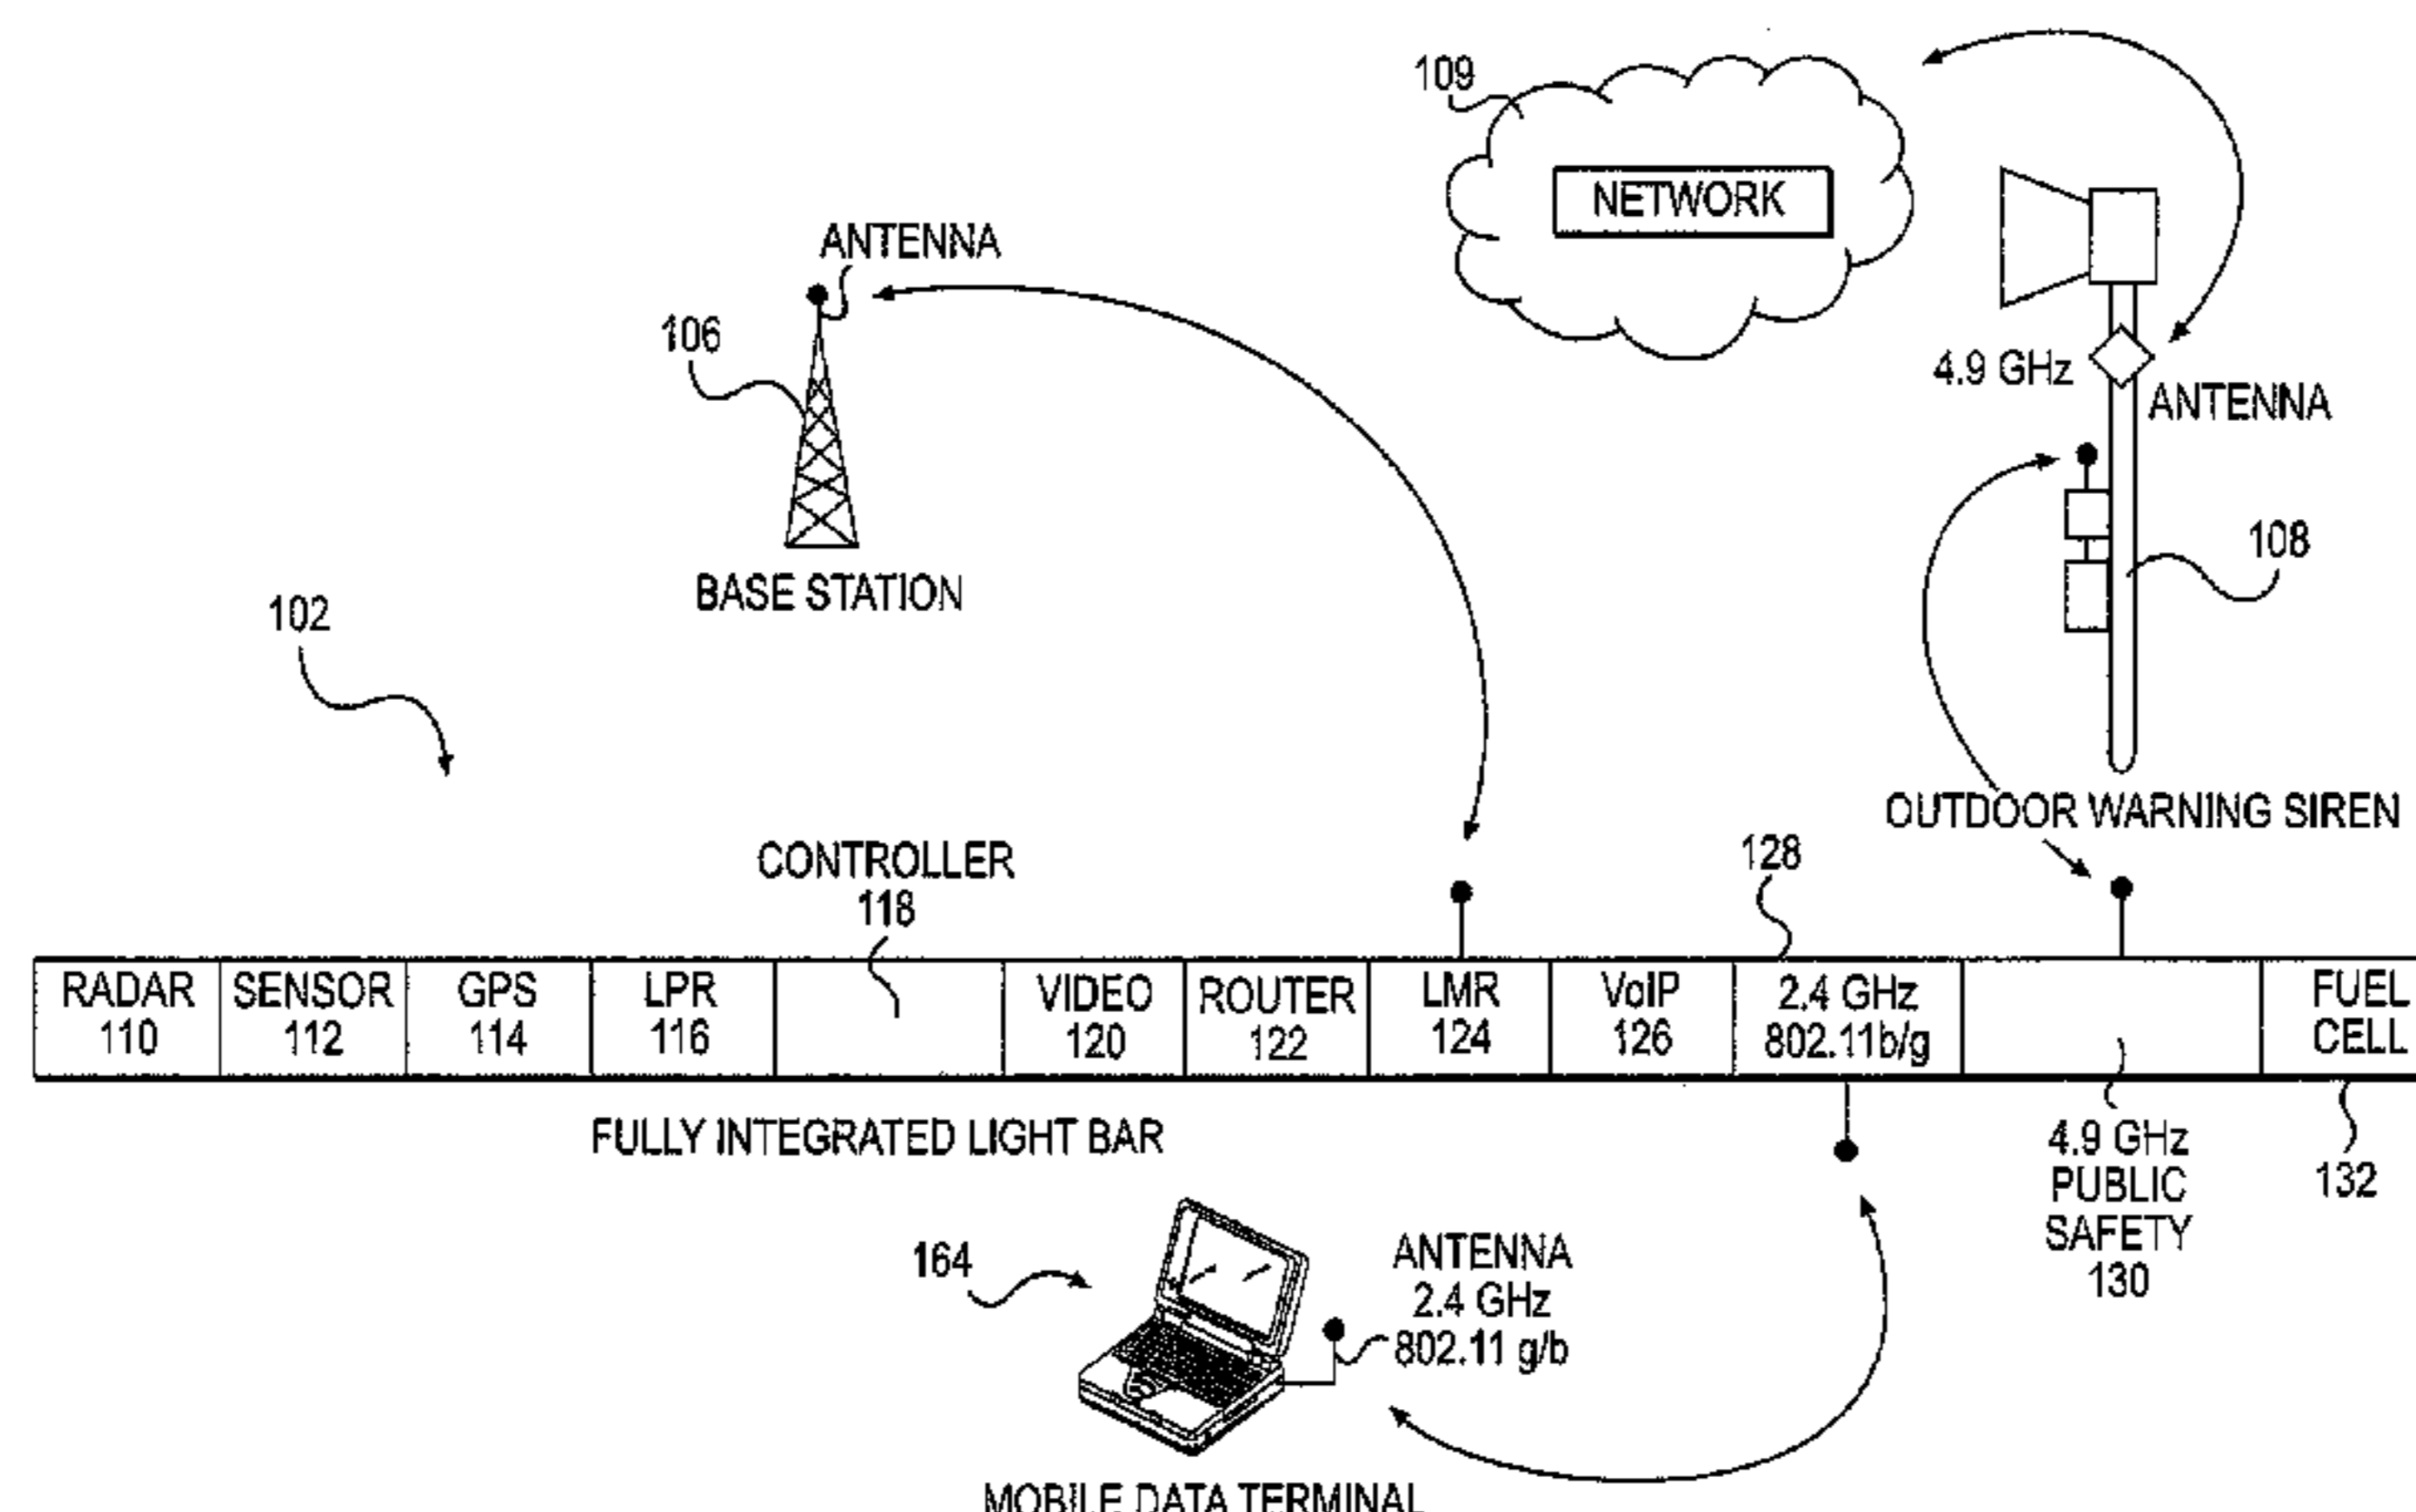 109
NETWORK
ANTENNA
106
4.9 GHz
ANTENNA
108
BASE STATION
102
OUTDOOR WARNING SIREN
CONTROLLER
118
128
RADAR
110
SENSOR
112
GPS
114
LPR
116
VIDEO
120
ROUTER
122
LMR
124
VoIP
126
2.4 GHz
802.11b/g
FUEL
CELL
FULLY INTEGRATED LIGHT BAR
4.9 GHz
PUBLIC
SAFETY
130
132
164
ANTENNA
2.4 GHz
802.11 g/b
MOBILE DATA TERMINAL